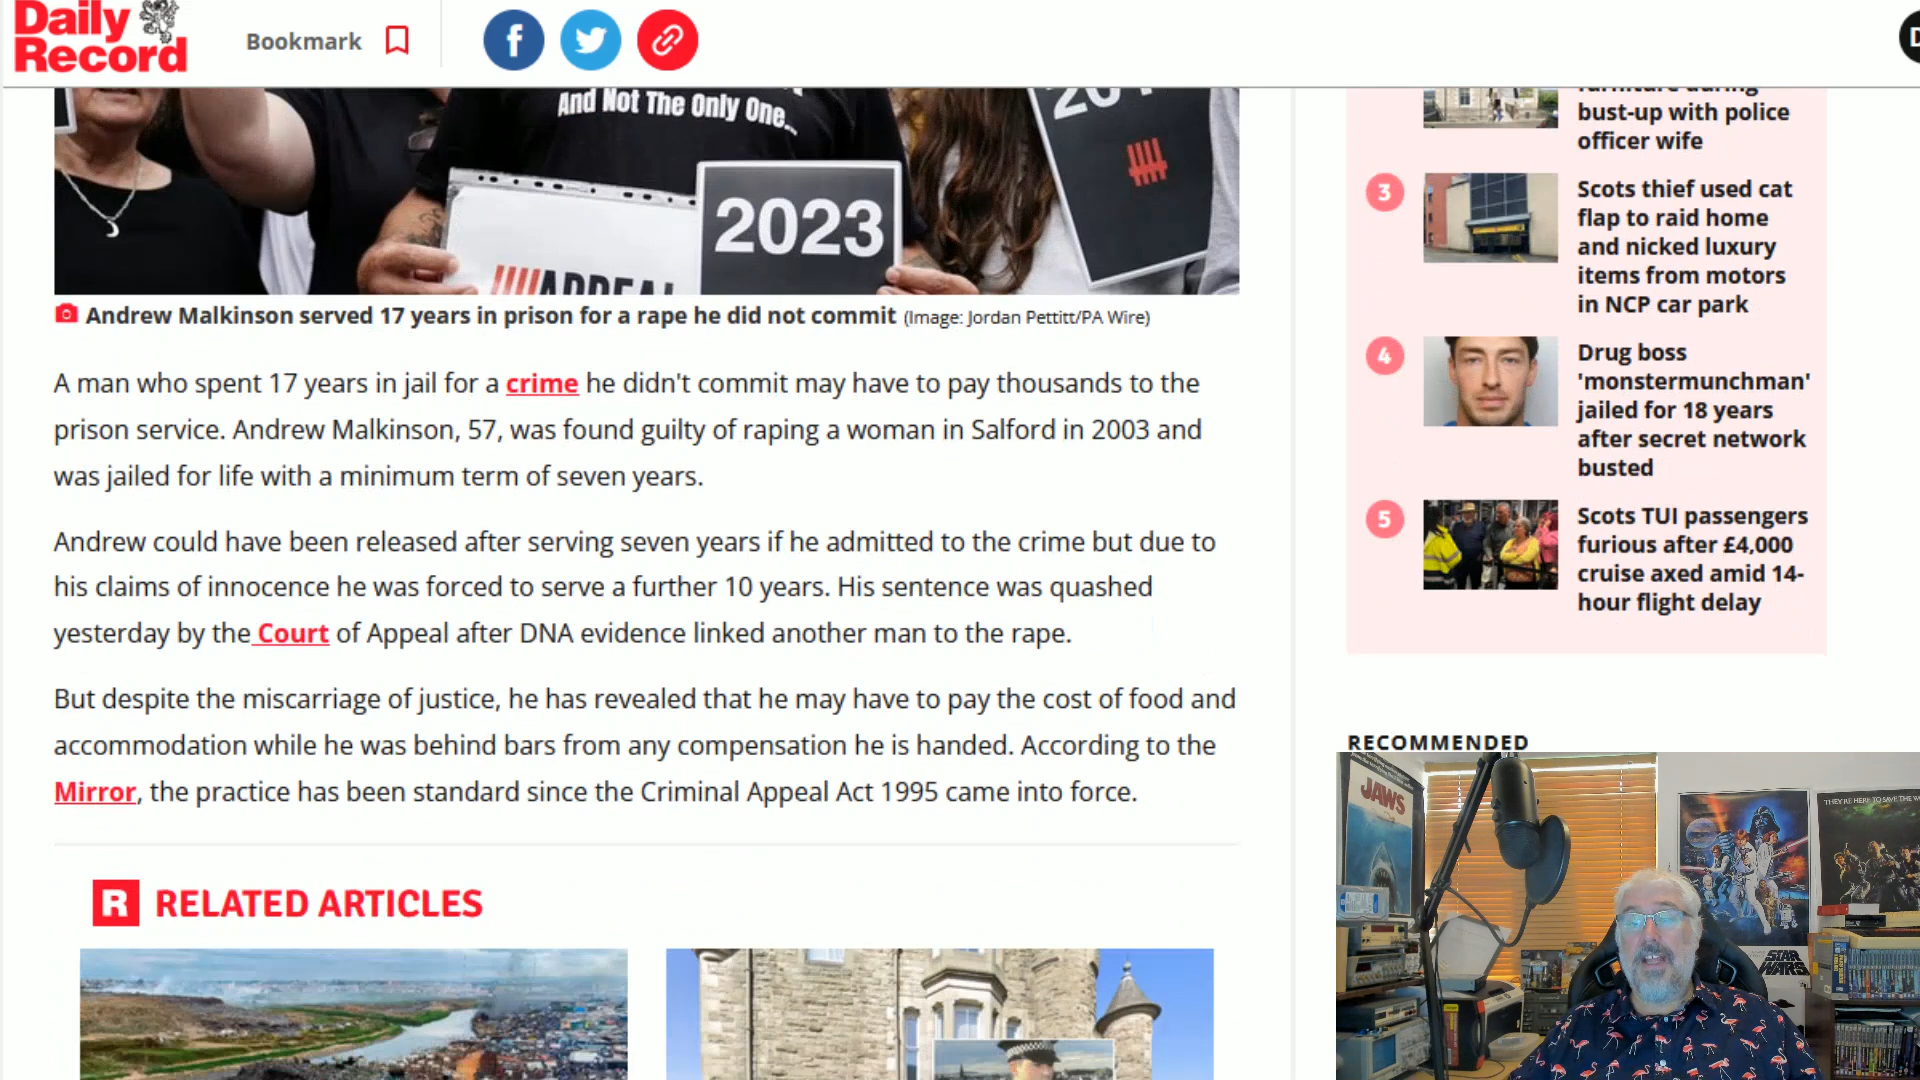 Daily
Record
Bookmark
And Not The Only One...
2023
Andrew Malkinson served 17 years in prison for a rape he did not commit (Image: Jordan Pettitt/PA Wire)
A man who spent 17 years in jail for a crime he didn't commit may have to pay thousands to the
prison service. Andrew Malkinson, 57, was found guilty of raping a woman in Salford in 2003 and
was jailed for life with a minimum term of seven years.
Andrew could have been released after serving seven years if he admitted to the crime but due to
his claims of innocence he was forced to serve a further 10 years. His sentence was quashed
yesterday by the Court of Appeal after DNA evidence linked another man to the rape.
But despite the miscarriage of justice, he has revealed that he may have to pay the cost of food and
accommodation while he was behind bars from any compensation he is handed. According to the
Mirror, the practice has been standard since the Criminal Appeal Act 1995 came into force.
R RELATED ARTICLES
furniture during
bust-up with police
officer wife
3
Scots thief used cat
flap to raid home
and nicked luxury
items from motors
in NCP car park
4
Drug boss
'monstermunchman'
jailed for 18 years
after secret network
busted
5
Scots TUI passengers
furious after £4,000
cruise axed amid 14-
hour flight delay
RECOMMENDED
JAWS
THEY'RE HERE TO SAVE THE
STAR
WARS